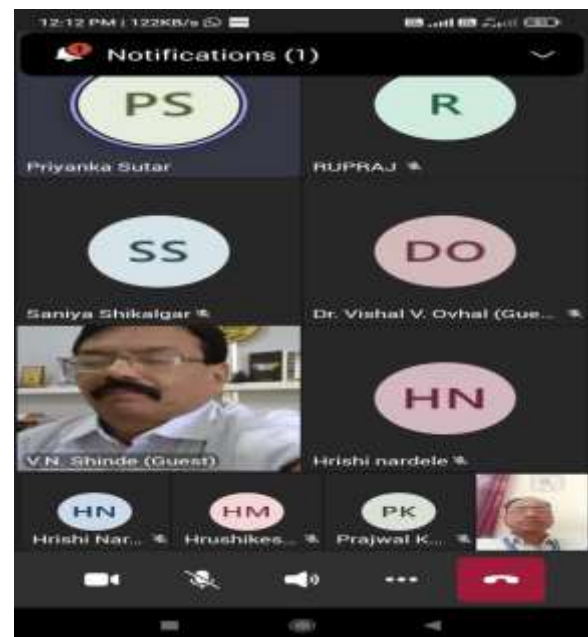 12:12 PM | 122KB/s
Notifications (1)
PS
R
Priyanka Sutar
RUPRAJ
SS
DO
Saniya Shikalgar
Dr. Vishal V. Ovhal (Gue...
HN
V.N. Shinde (Guest)
Hrishi nardele
HN
HM
PK
Hrishi Nar...
Hrushikes...
Prajwal K...